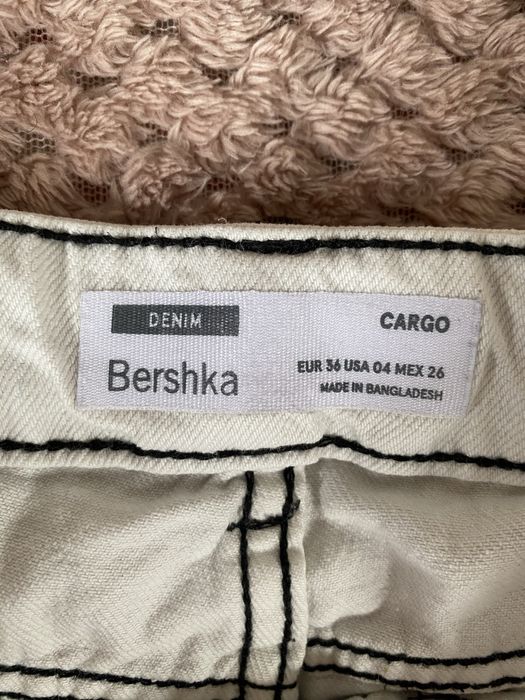 DENIM
Bershka
CARGO
EUR 36 USA 04 MEX 26
MADE IN BANGLADESH